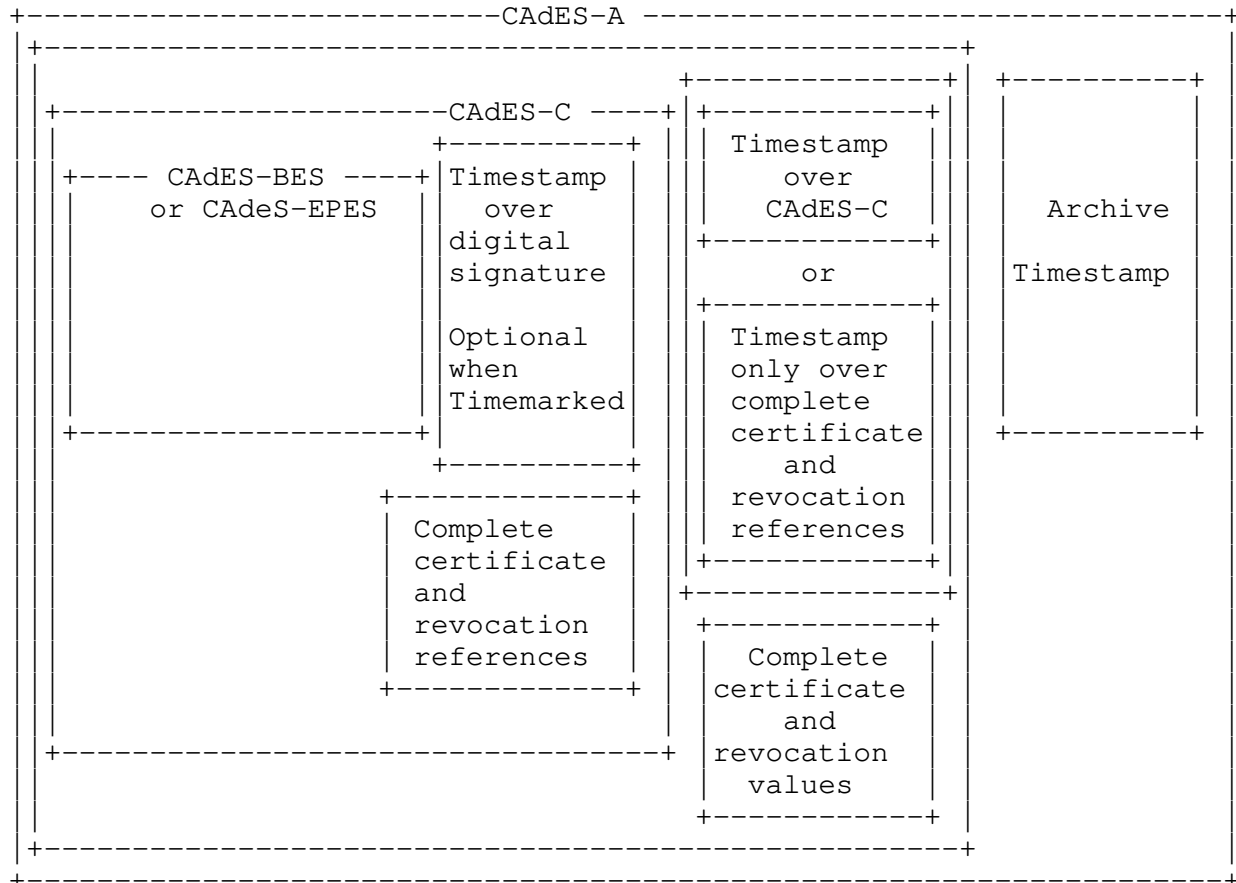 CAdES-A
CAdES-C
Timestamp
over
CAdES-C
or
Timestamp
only over
complete
certificate
and
revocation
references
CAdES-BES
or CAdeS-EPES
Timestamp
over
digital
signature
Optional
when
Timemarked
Complete
certificate
and
revocation
references
Complete
certificate
and
revocation
values
Archive
Timestamp